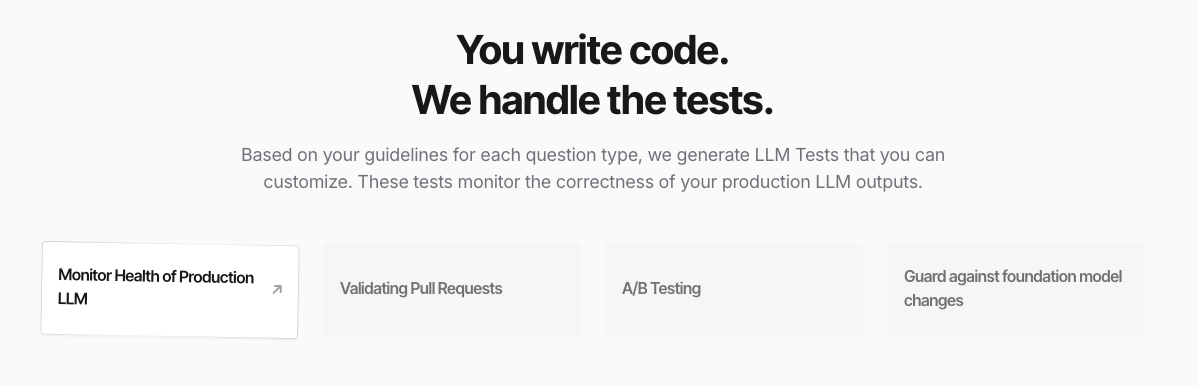 You write code.
We handle the tests.
Based on your guidelines for each question type, we generate LLM Tests that you can
customize. These tests monitor the correctness of your production LLM outputs.
Monitor Health of Production
LLM
Validating Pull Requests
A/B Testing
Guard against foundation model
changes